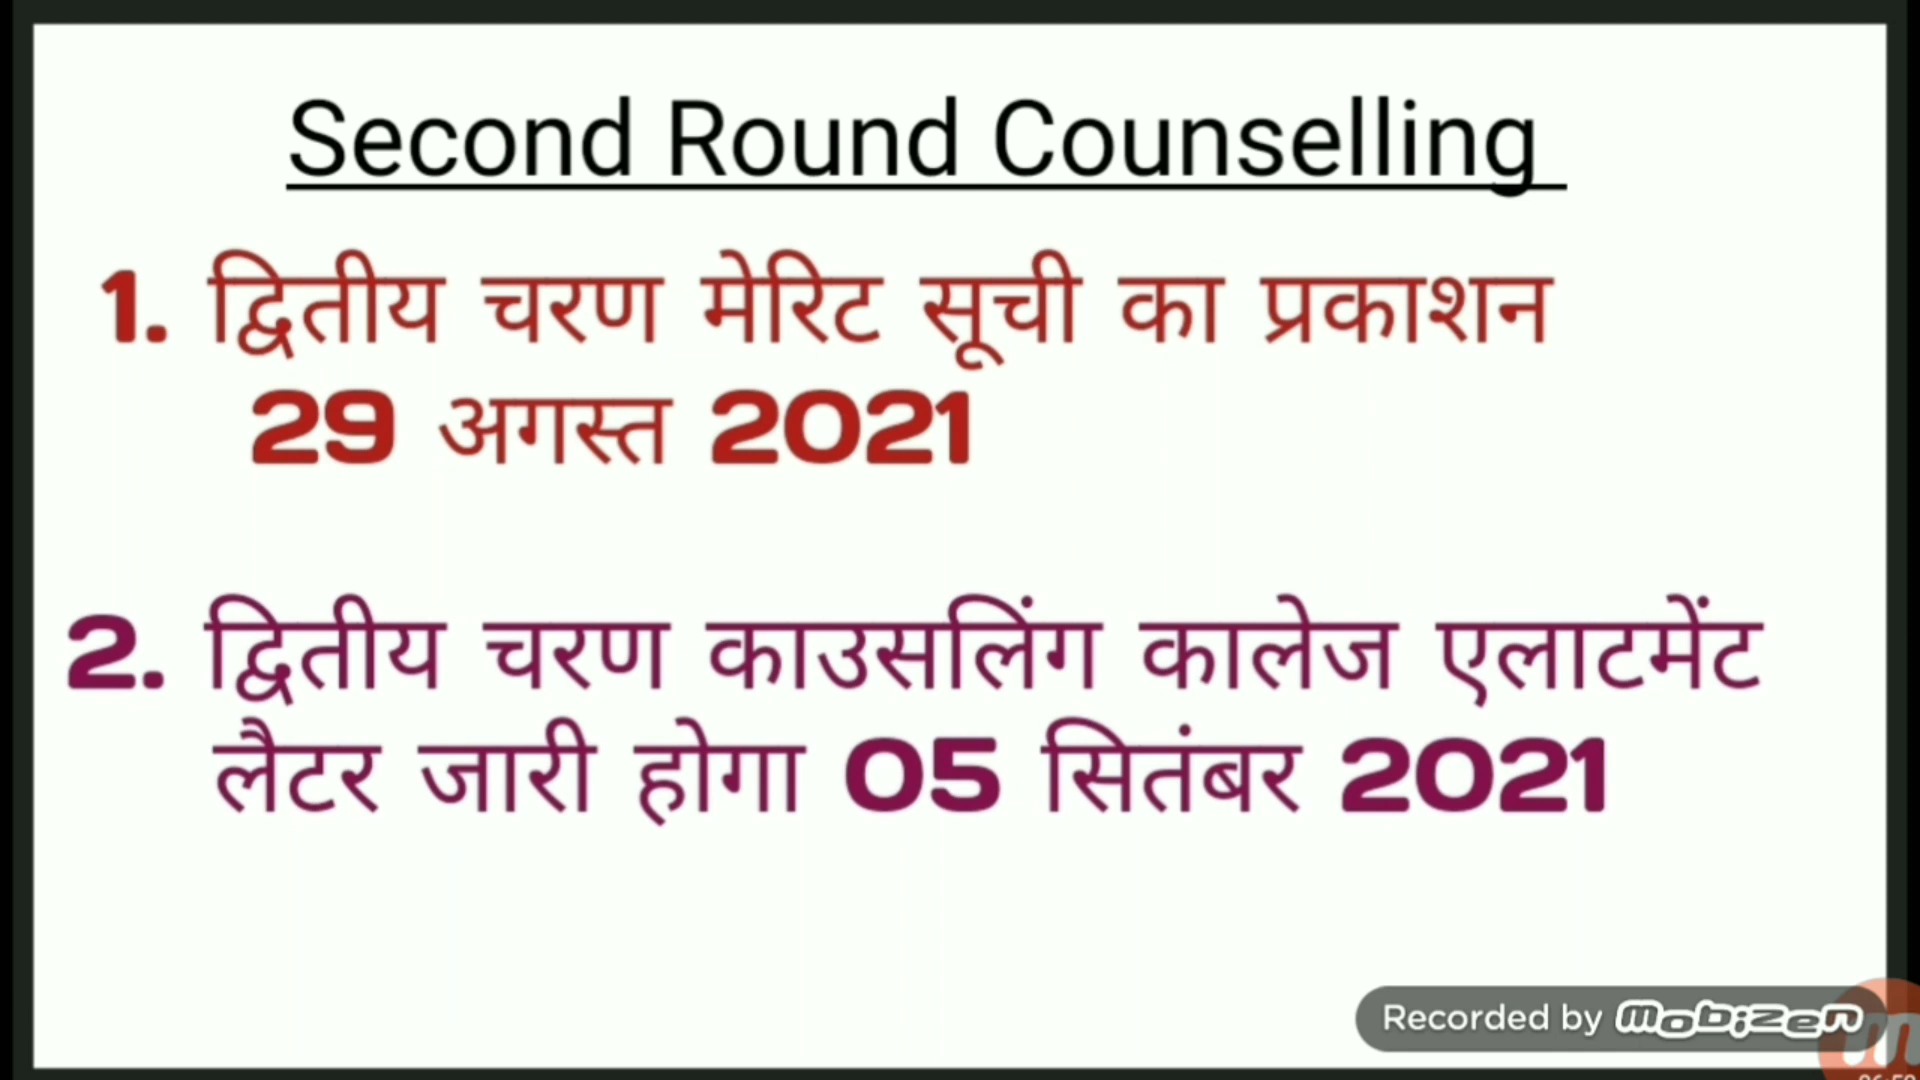 Second Round Counselling
1. द्वितीय चरण मेरिट सूची का प्रकाशन
29 अगस्त 2021
2. द्वितीय चरण काउसलिंग कालेज एलाटमेंट
लैटर जारी होगा 05 सितंबर 2021
Recorded by mobizen